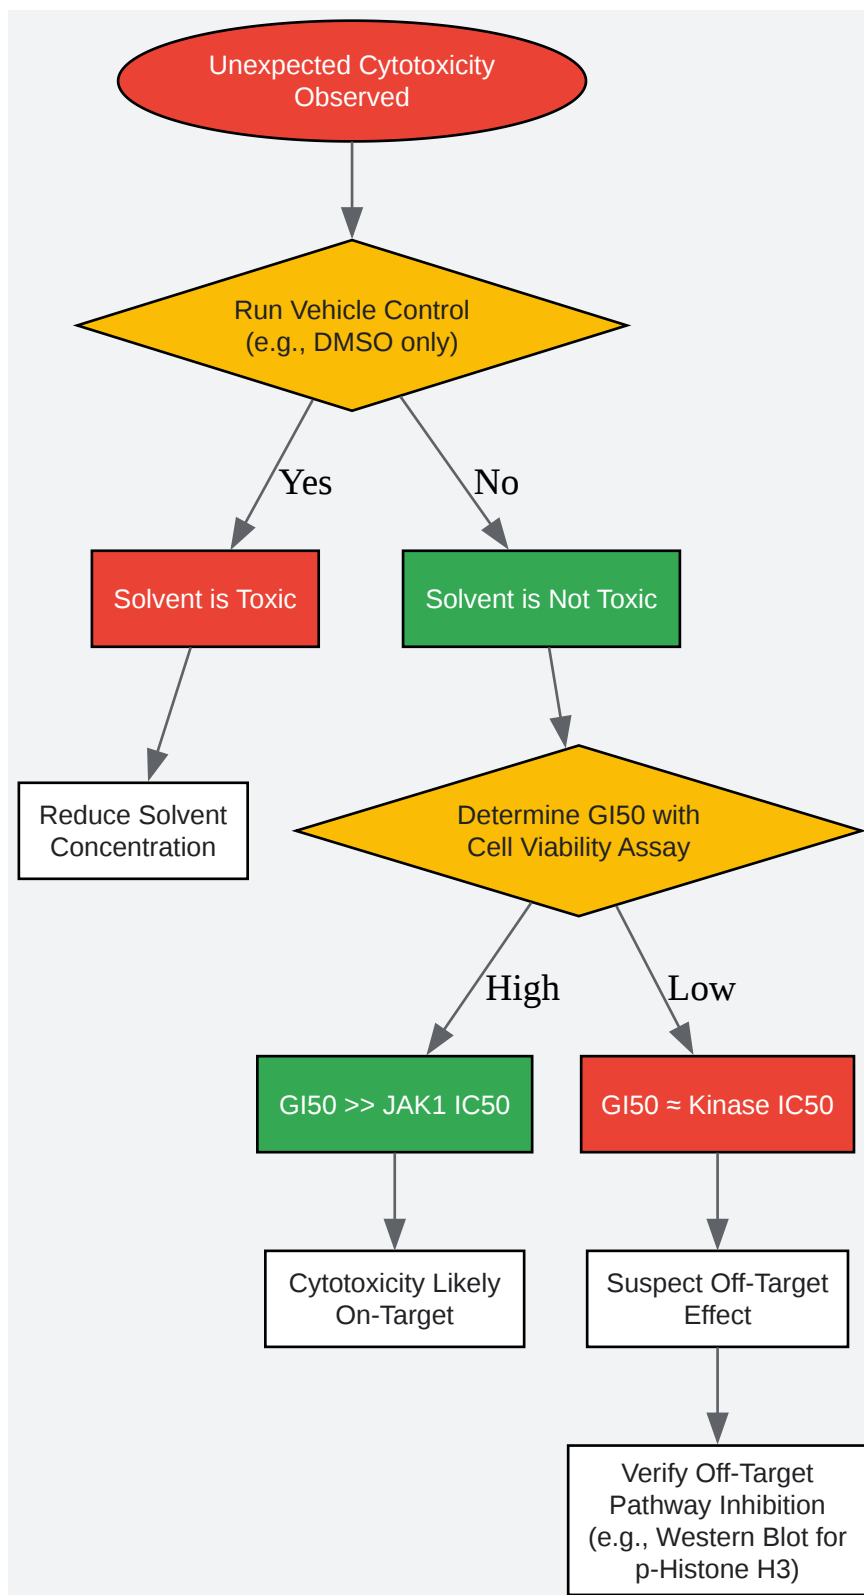 Unexpected Cytotoxicity
Observed
Run Vehicle Control
(e.g., DMSO only)
Yes
No
Solvent is Toxic
Solvent is Not Toxic
Reduce Solvent
Concentration
Determine GI50 with
Cell Viability Assay
High
Low
GI50 >> JAK1 IC50
GI50 ≈ Kinase IC50
Cytotoxicity Likely
On-Target
Suspect Off-Target
Effect
Verify Off-Target
Pathway Inhibition
(e.g., Western Blot for
p-Histone H3)